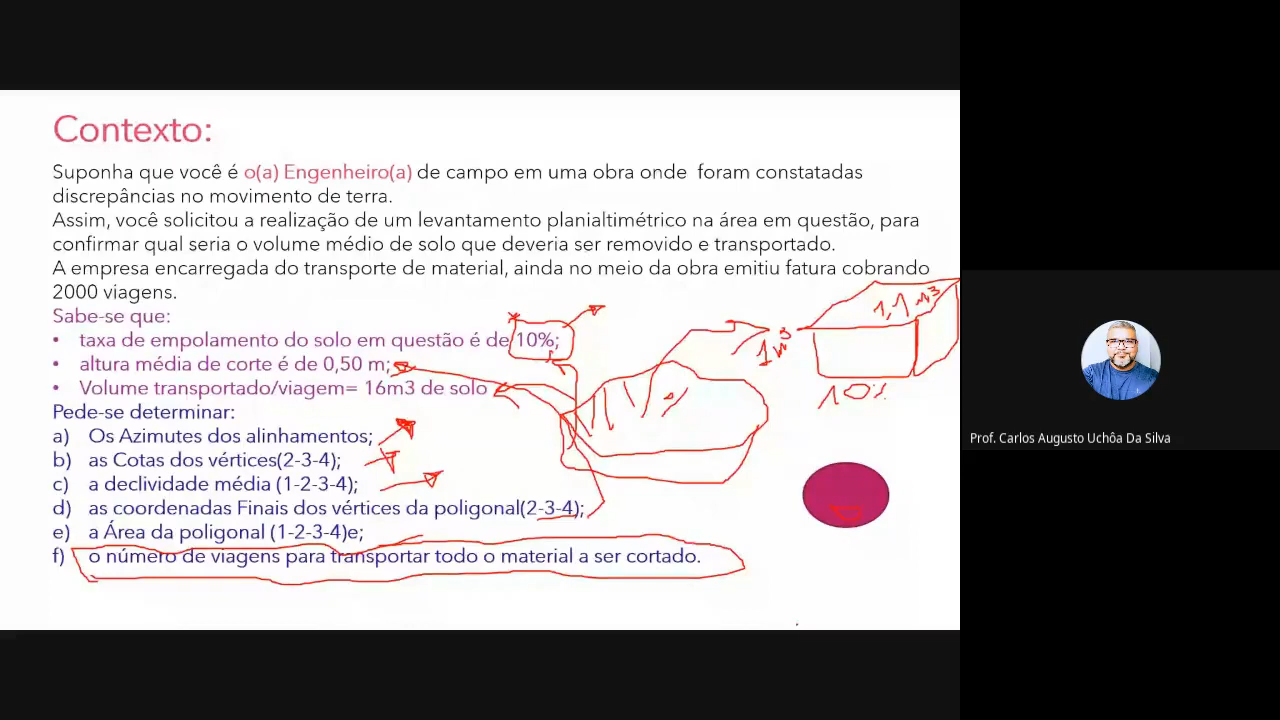 Contexto:
Suponha que você é o(a) Engenheiro(a) de campo em uma obra onde foram constatadas
discrepâncias no movimento de terra.
Assim, você solicitou a realização de um levantamento planialtimétrico na área em questão, para
confirmar qual seria o volume médio de solo que deveria ser removido e transportado.
A empresa encarregada do transporte de material, ainda no meio da obra emitiu fatura cobrando
2000 viagens.
Sabe-se que:
• taxa de empolamento do solo em questão é de 10%;
• altura média de corte é de 0,50 m;
• Volume transportado/viagem= 16m3 de solo
Pede-se determinar:
a) Os Azimutes dos alinhamentos;
b) as Cotas dos vértices(2-3-4);
c) a declividade média (1-2-3-4);
d) as coordenadas Finais dos vértices da poligonal(2-3-4);
e) a Área da poligonal (1-2-3-4)e;
f) o número de viagens para transportar todo o material a ser cortado.
1m³
1,1 m³
10%
Prof. Carlos Augusto Uchôa Da Silva